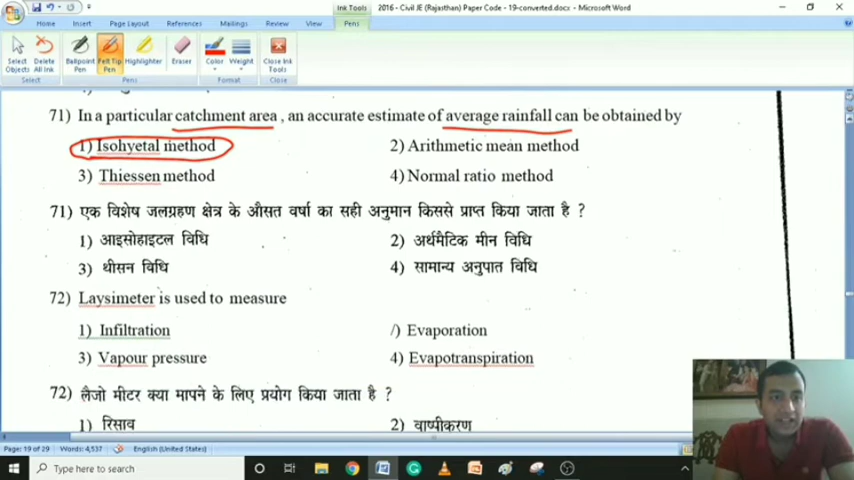 Ink Tools
2016 - Civil JE (Rajasthan) Paper Code - 19-converted.docx - Microsoft Word
Home Insert Page Layout References Mailings Review View Pens
Select Objects Delete All Ink Ballpoint Pen Felt Tip Pen Highlighter Eraser Color Weight Close Ink Tools
Select Pens Format Close
71) In a particular catchment area , an accurate estimate of average rainfall can be obtained by
1) Isohyetal method 2) Arithmetic mean method
3) Thiessen method 4) Normal ratio method
71) एक विशेष जलग्रहण क्षेत्र के औसत वर्षा का सही अनुमान किससे प्राप्त किया जाता है ?
1) आइसोहाइटल विधि 2) अर्थमैटिक मीन विधि
3) थीसन विधि 4) सामान्य अनुपात विधि
72) Laysimeter is used to measure
1) Infiltration /) Evaporation
3) Vapour pressure 4) Evapotranspiration
72) लैजो मीटर क्या मापने के लिए प्रयोग किया जाता है ?
1) रिसाव 2) वाष्पीकरण
Page: 19 of 29 Words: 4,537 English (United States)
Type here to search